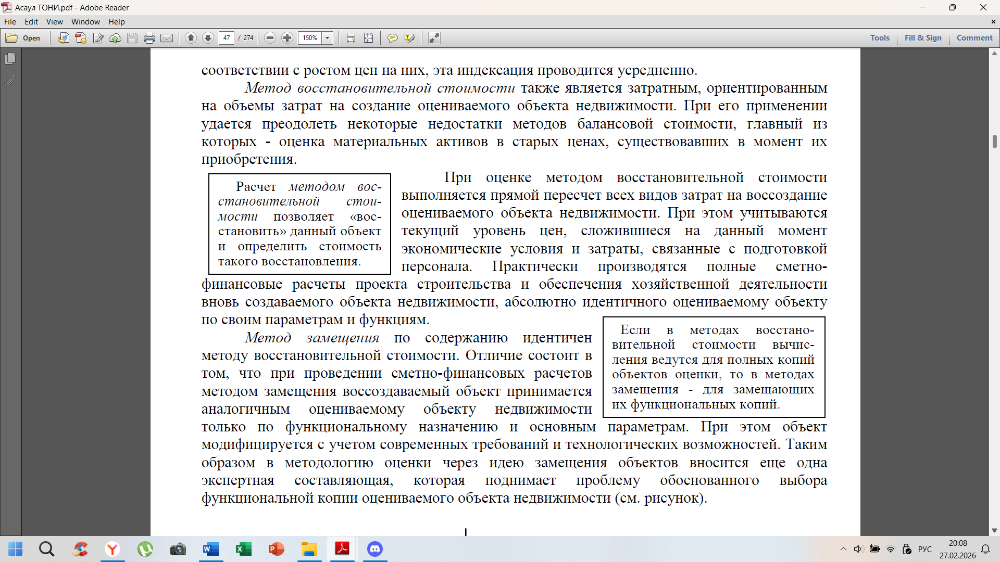 Асаул ТОНИ.pdf - Adobe Reader
File Edit View Window Help
Open 47 / 274 150% Tools Fill & Sign Comment
соответствии с ростом цен на них, эта индексация проводится усредненно.
Метод восстановительной стоимости также является затратным, ориентированным
на объемы затрат на создание оцениваемого объекта недвижимости. При его применении
удается преодолеть некоторые недостатки методов балансовой стоимости, главный из
которых - оценка материальных активов в старых ценах, существовавших в момент их
приобретения.
Расчет методом вос-
становительной стои-
мости позволяет «вос-
становить» данный объект
и определить стоимость
такого восстановления.
При оценке методом восстановительной стоимости
выполняется прямой пересчет всех видов затрат на воссоздание
оцениваемого объекта недвижимости. При этом учитываются
текущий уровень цен, сложившиеся на данный момент
экономические условия и затраты, связанные с подготовкой
персонала. Практически производятся полные сметно-
финансовые расчеты проекта строительства и обеспечения хозяйственной деятельности
вновь создаваемого объекта недвижимости, абсолютно идентичного оцениваемому объекту
по своим параметрам и функциям.
Метод замещения по содержанию идентичен
методу восстановительной стоимости. Отличие состоит в
том, что при проведении сметно-финансовых расчетов
методом замещения воссоздаваемый объект принимается
аналогичным оцениваемому объекту недвижимости
Если в методах восстано-
вительной стоимости вычис-
ления ведутся для полных копий
объектов оценки, то в методах
замещения - для замещающих
их функциональных копий.
только по функциональному назначению и основным параметрам. При этом объект
модифицируется с учетом современных требований и технологических возможностей. Таким
образом в методологию оценки через идею замещения объектов вносится еще одна
экспертная составляющая, которая поднимает проблему обоснованного выбора
функциональной копии оцениваемого объекта недвижимости (см. рисунок).
РУС
20:08
27.02.2026